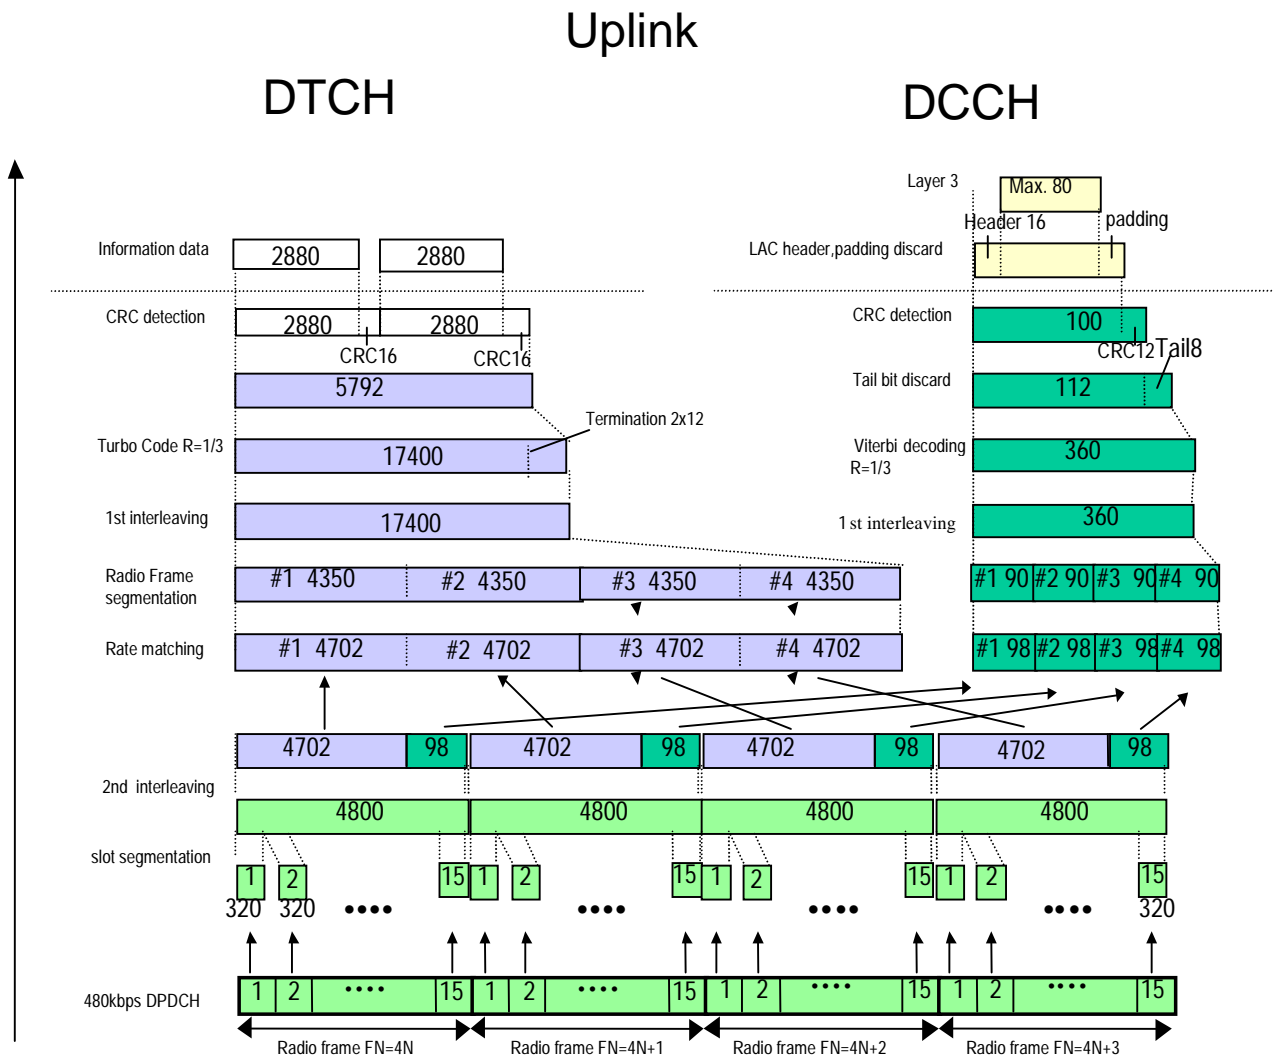 Uplink
DTCH
DCCH
Layer 3
Max. 80
Header 16
padding
Information data
2880
2880
LAC header,padding discard
CRC detection
2880
2880
CRC16
CRC16
CRC detection
100
CRC12
Tail8
5792
Tail bit discard
112
Termination 2x12
Turbo Code R=1/3
17400
Viterbi decoding
R=1/3
360
1st interleaving
17400
1st interleaving
360
Radio Frame
segmentation
#1 4350
#2 4350
#3 4350
#4 4350
#1 90
#2 90
#3 90
#4 90
Rate matching
#1 4702
#2 4702
#3 4702
#4 4702
#1 98
#2 98
#3 98
#4 98
4702
98
4702
98
4702
98
4702
98
2nd interleaving
4800
4800
4800
4800
slot segmentation
1
2
15
1
2
15
1
2
15
1
2
15
320
320
••••
••••
••••
••••
320
480kbps DPDCH
1
2
••••
15
1
2
••••
15
1
2
••••
15
1
2
••••
15
Radio frame FN=4N
Radio frame FN=4N+1
Radio frame FN=4N+2
Radio frame FN=4N+3